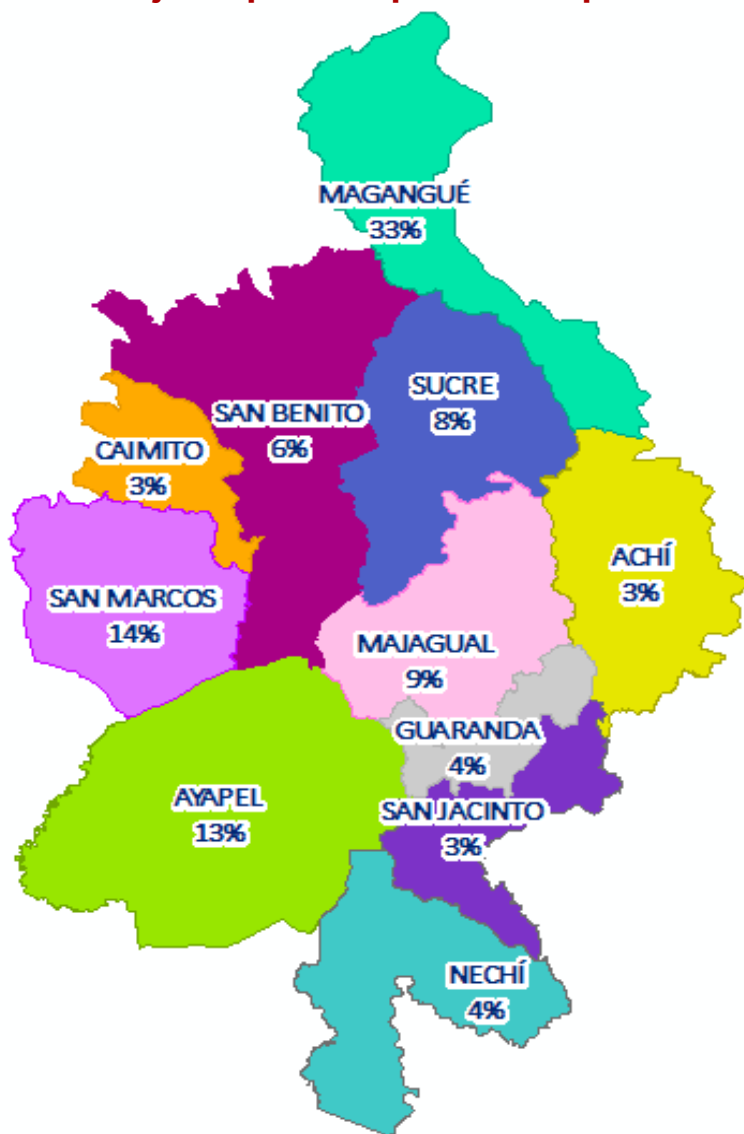 MAGANGUÉ
33%
SUCRE
8%
SAN BENITO
6%
CAIMITO
3%
ACHÍ
3%
SAN MARCOS
14%
MAJAGUAL
9%
GUARANDA
4%
AYAPEL
13%
SAN JACINTO
3%
NECHÍ
4%